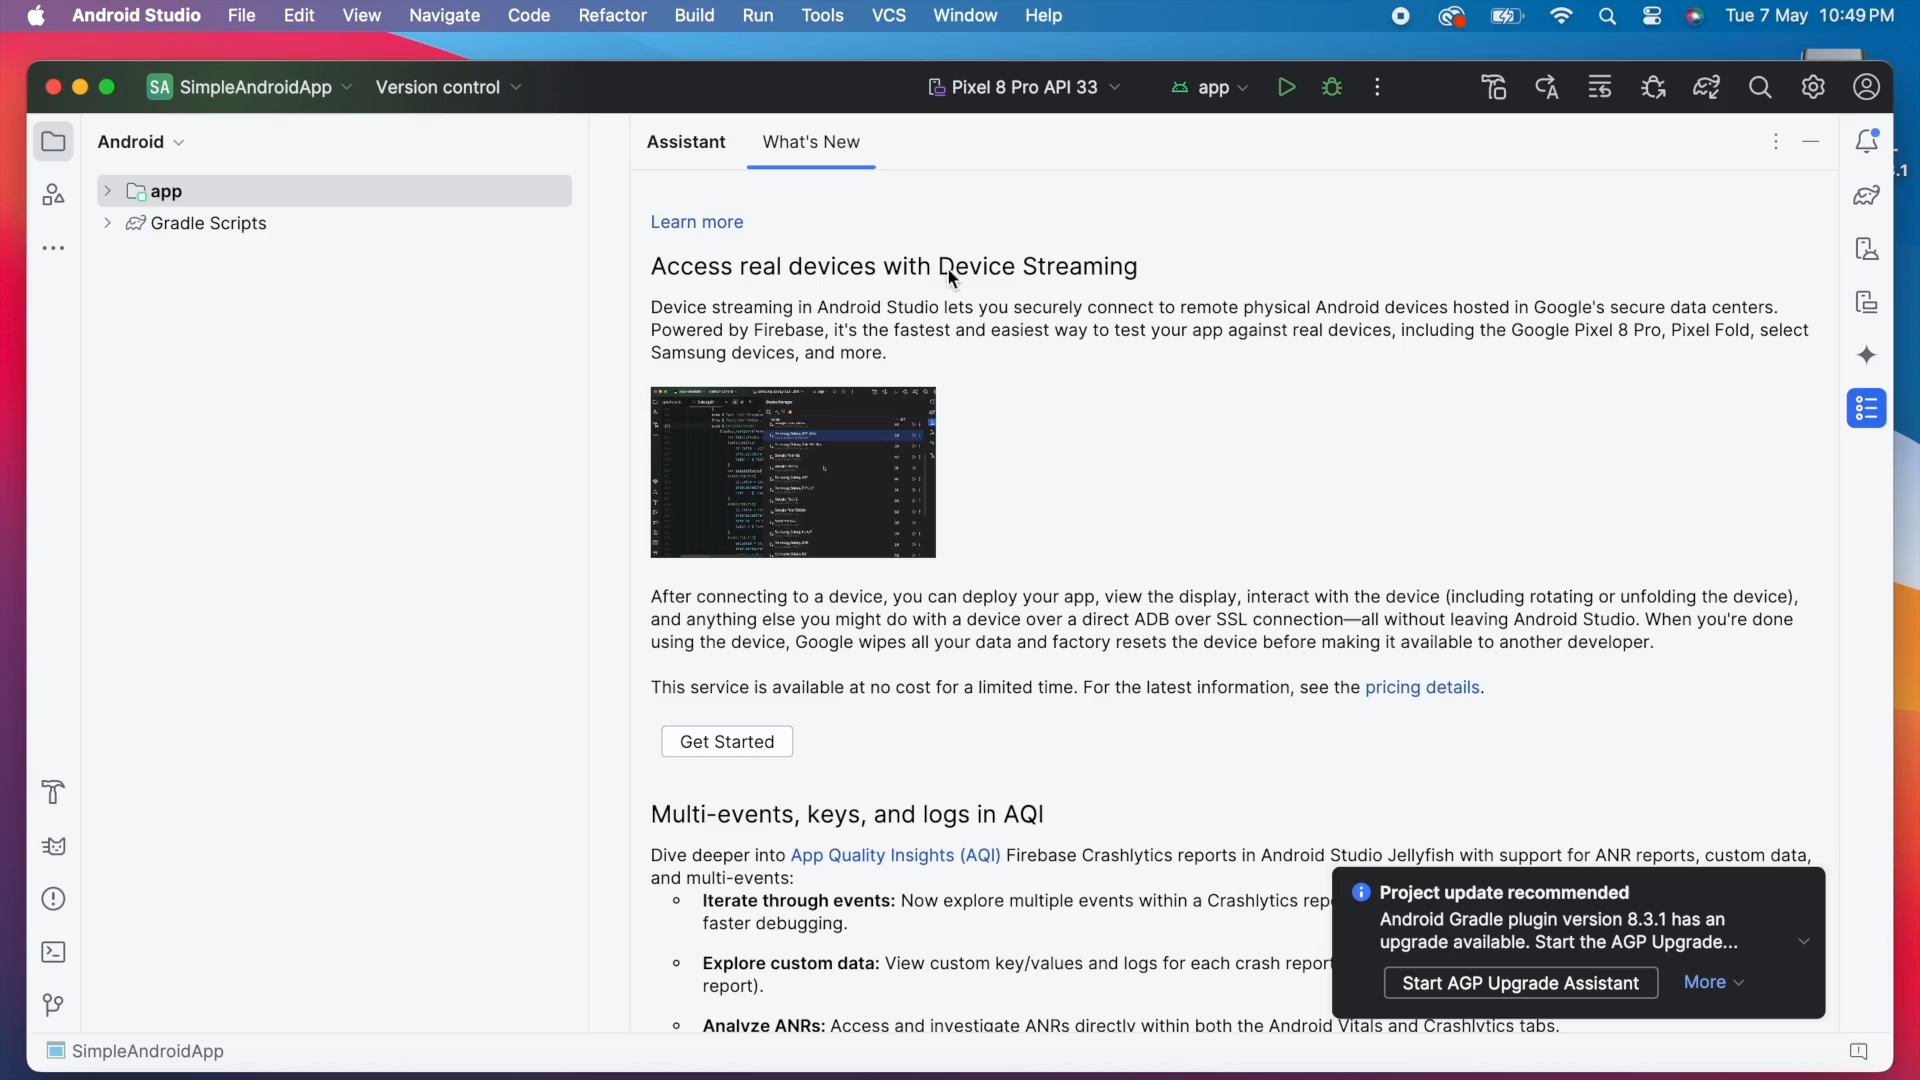 Android Studio File Edit View Navigate Code Refactor Build Run Tools VCS Window Help Tue 7 May 10:49 PM
SA SimpleAndroidApp Version control Pixel 8 Pro API 33 app
Android
app
Gradle Scripts
Assistant What's New
.1
Learn more
Access real devices with Device Streaming
Device streaming in Android Studio lets you securely connect to remote physical Android devices hosted in Google's secure data centers.
Powered by Firebase, it's the fastest and easiest way to test your app against real devices, including the Google Pixel 8 Pro, Pixel Fold, select
Samsung devices, and more.
After connecting to a device, you can deploy your app, view the display, interact with the device (including rotating or unfolding the device),
and anything else you might do with a device over a direct ADB over SSL connection—all without leaving Android Studio. When you're done
using the device, Google wipes all your data and factory resets the device before making it available to another developer.
This service is available at no cost for a limited time. For the latest information, see the pricing details.
Get Started
Multi-events, keys, and logs in AQI
Dive deeper into App Quality Insights (AQI) Firebase Crashlytics reports in Android Studio Jellyfish with support for ANR reports, custom data,
and multi-events:
Iterate through events: Now explore multiple events within a Crashlytics
faster debugging.
Explore custom data: View custom key/values and logs for each crash
report).
Analyze ANRs: Access and investigate ANRs directly within both the Android Vitals and Crashlytics tabs.
Project update recommended
Android Gradle plugin version 8.3.1 has an
upgrade available. Start the AGP Upgrade...
Start AGP Upgrade Assistant More
SimpleAndroidApp